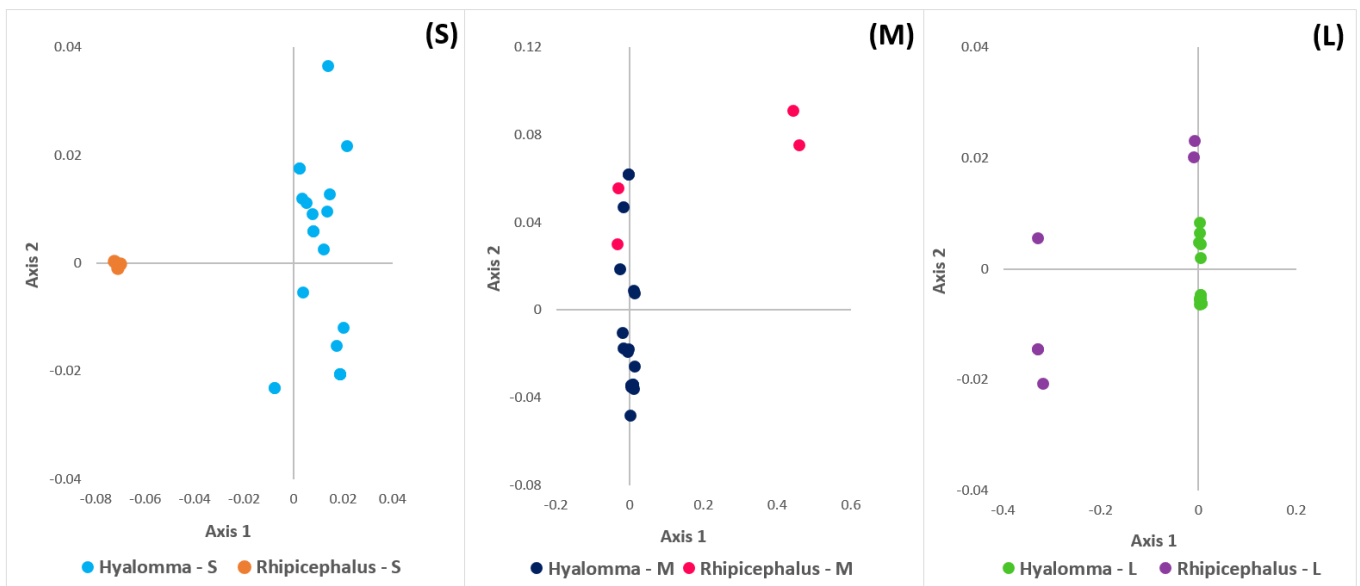 (S)
0.04
0.02
0
-0.02
-0.04
-0.08 -0.06 -0.04 -0.02 0 0.02 0.04
Axis 2
Axis 1
Hyalomma - S Rhipicephalus - S
(M)
0.12
0.08
0.04
0
-0.04
-0.08
-0.2 0 0.2 0.4 0.6
Axis 2
Axis 1
Hyalomma - M Rhipicephalus - M
(L)
0.04
0.02
0
-0.02
-0.04
-0.4 -0.2 0 0.2
Axis 2
Axis 1
Hyalomma - L Rhipicephalus - L